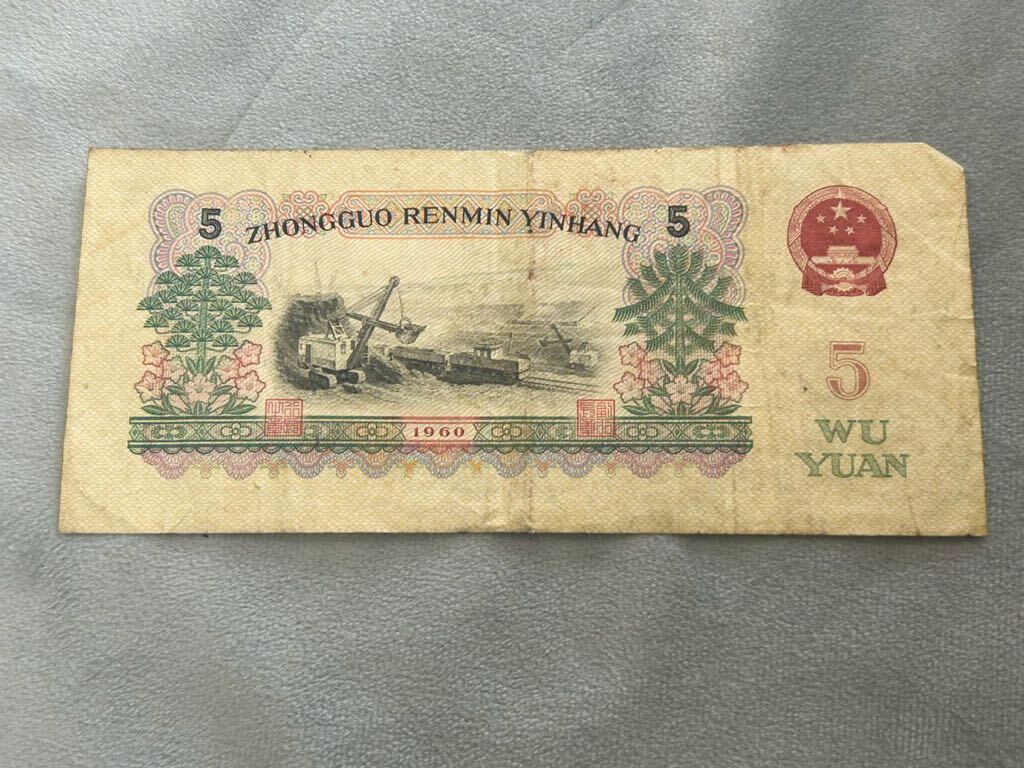 5 ZHONGGUO RENMIN YINHANG 5
1960
5
WU
YUAN